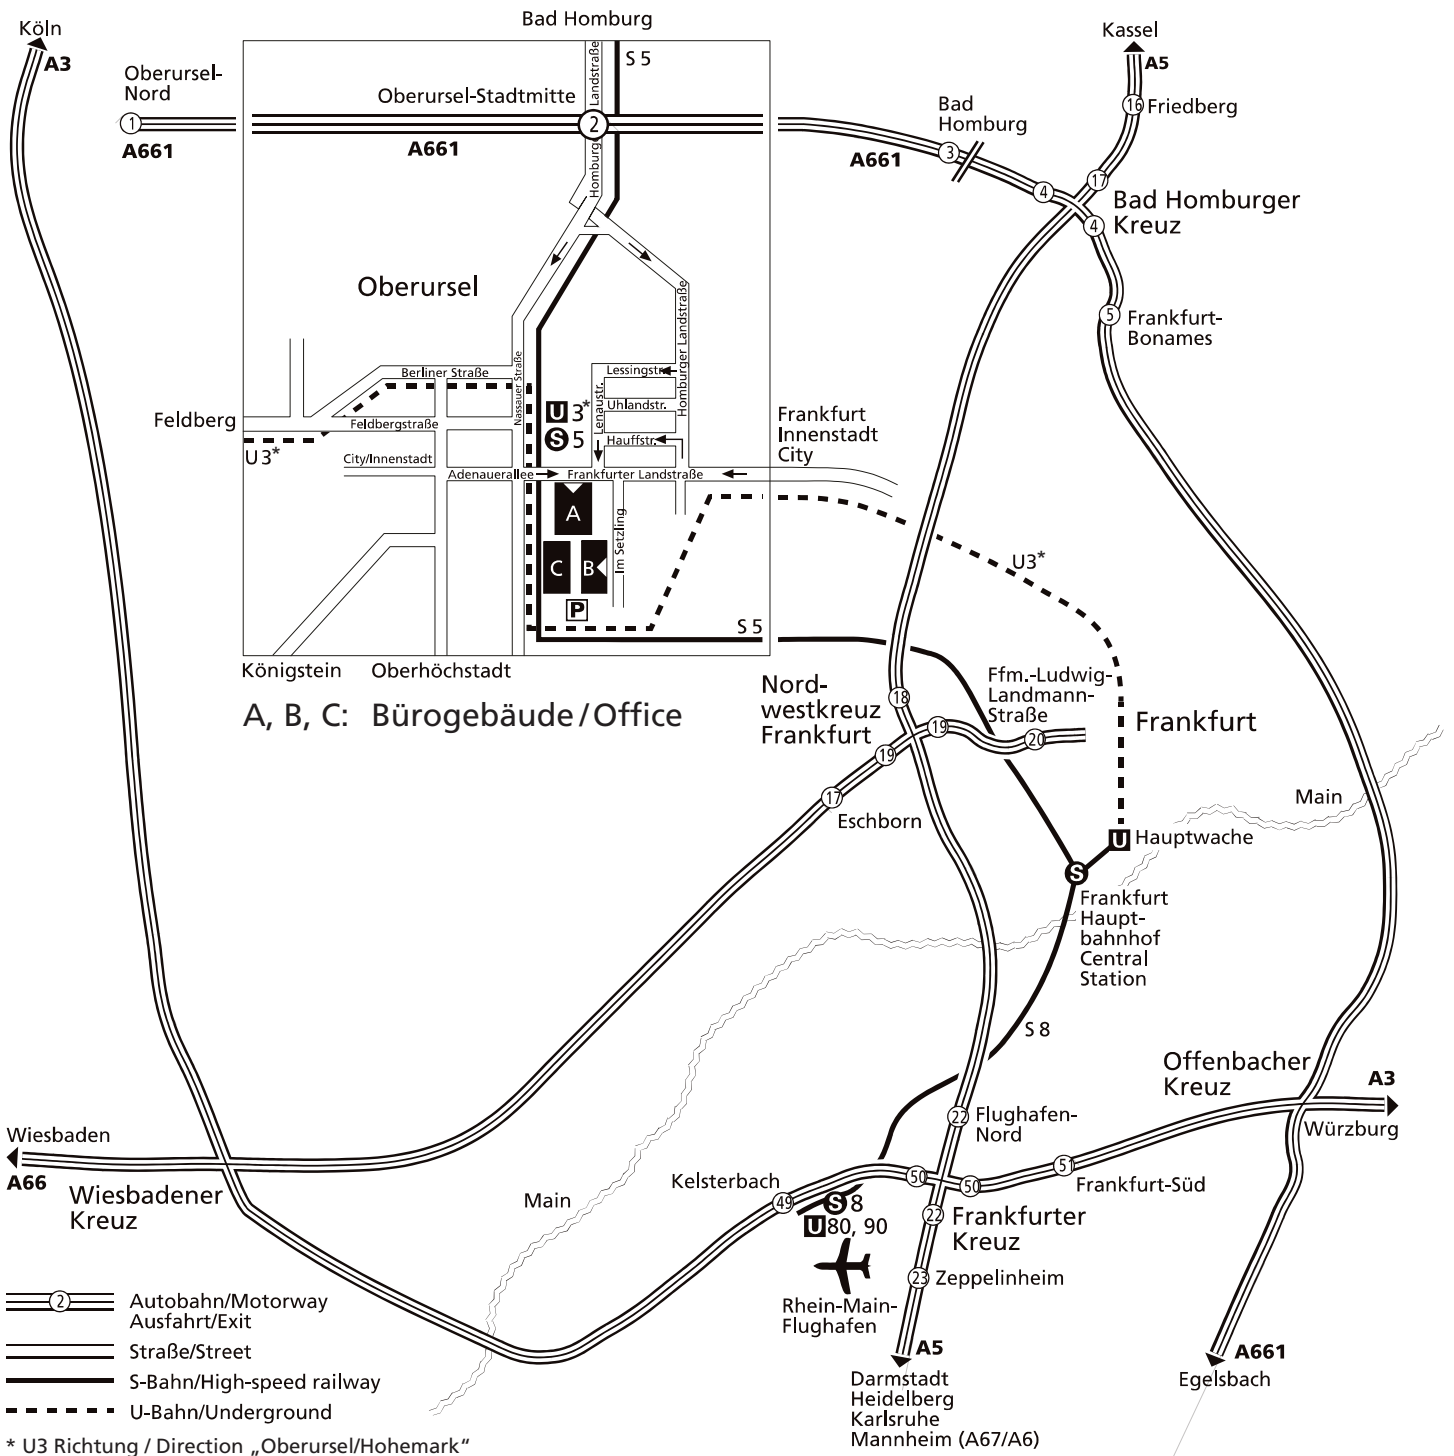 Köln
A3
Oberursel-
Nord
1
A661
Bad Homburg
S 5
Homburger Landstraße
Oberursel-Stadtmitte
2
A661
Kassel
A5
16
Friedberg
Bad
Homburg
3
A661
4
17
Bad Homburger
Kreuz
4
5
Frankfurt-
Bonames
Oberursel
Berliner Straße
Nassauer Straße
Lessingstr.
Homburger Landstraße
Lenaustr.
Uhlandstr.
Hauffstr.
U 3*
S 5
Feldberg
Feldbergstraße
U3*
City/Innenstadt
Adenauerallee
Frankfurter Landstraße
Frankfurt
Innenstadt
City
A
C
B
P
Im Setzling
U3*
S 5
Königstein
Oberhöchstadt
A, B, C: Bürogebäude/Office
Nord-
westkreuz
Frankfurt
18
19
19
17
Eschborn
Ffm.-Ludwig-
Landmann-
Straße
20
Frankfurt
Main
U Hauptwache
S
Frankfurt
Haupt-
bahnhof
Central
Station
S 8
Offenbacher
Kreuz
A3
Würzburg
22
Flughafen-
Nord
Wiesbaden
A66
Wiesbadener
Kreuz
Main
Kelsterbach
49
50
50
51
Frankfurt-Süd
S 8
U 80, 90
22
Frankfurter
Kreuz
23
Zeppelinheim
Rhein-Main-
Flughafen
A5
Darmstadt
Heidelberg
Karlsruhe
Mannheim (A67/A6)
A661
Egelsbach
2
Autobahn/Motorway
Ausfahrt/Exit
Straße/Street
S-Bahn/High-speed railway
U-Bahn/Underground
* U3 Richtung / Direction „Oberursel/Hohemark“